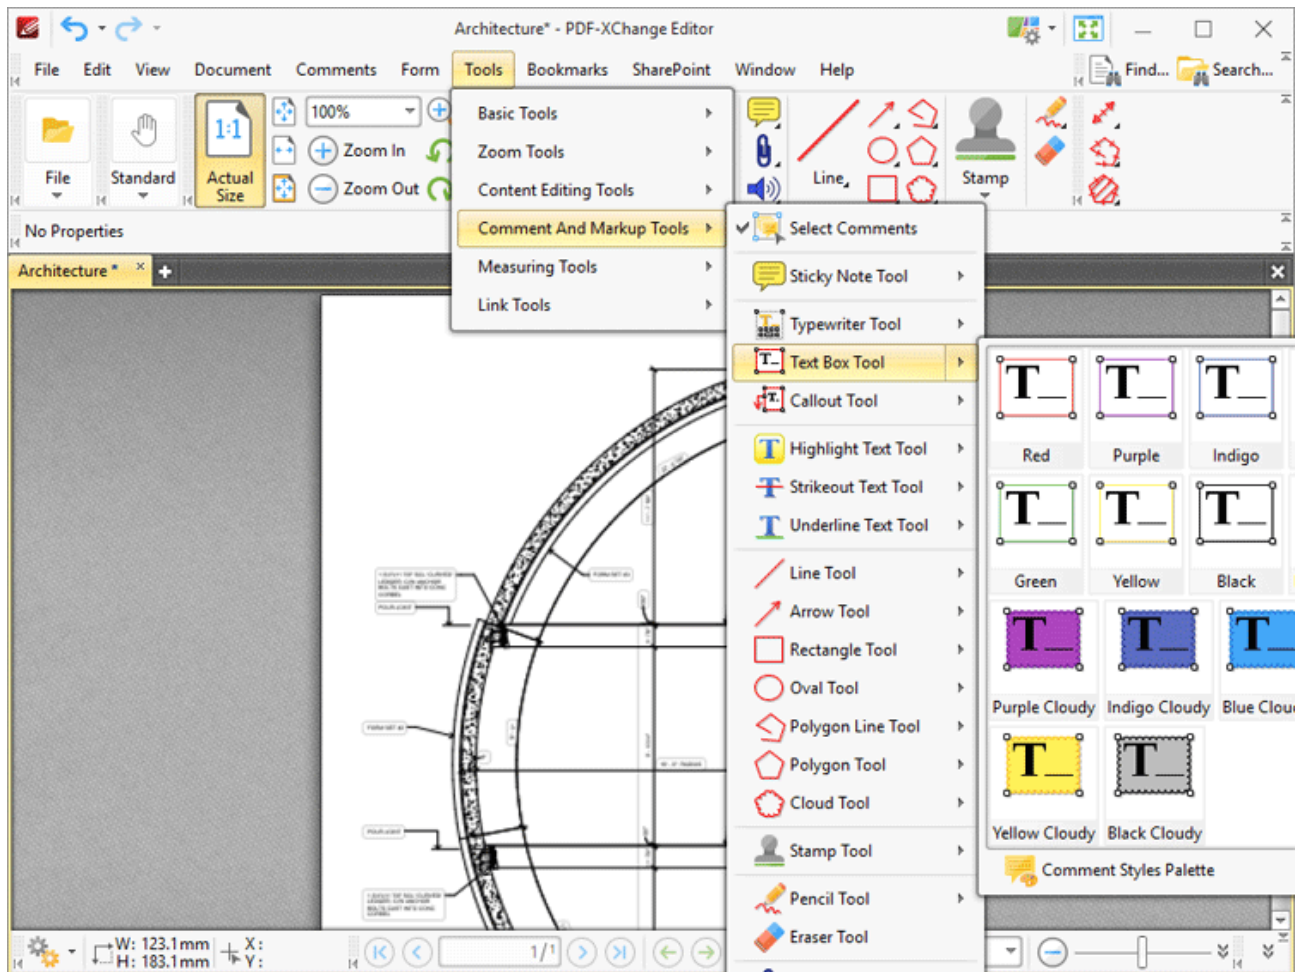 Architecture* - PDF-XChange Editor
File Edit View Document Comments Form Tools Bookmarks SharePoint Window Help
Find... Search...
100%
1:1
Zoom In
Zoom Out
File
Standard
Actual
Size
Line
Stamp
No Properties
Architecture *
Basic Tools
Zoom Tools
Content Editing Tools
Comment And Markup Tools
Measuring Tools
Link Tools
Select Comments
Sticky Note Tool
Typewriter Tool
Text Box Tool
Callout Tool
Highlight Text Tool
Strikeout Text Tool
Underline Text Tool
Line Tool
Arrow Tool
Rectangle Tool
Oval Tool
Polygon Line Tool
Polygon Tool
Cloud Tool
Stamp Tool
Pencil Tool
Eraser Tool
Red Purple Indigo
Green Yellow Black
Purple Cloudy Indigo Cloudy Blue Clou
Yellow Cloudy Black Cloudy
Comment Styles Palette
W: 123.1mm
H: 183.1mm
X:
Y:
1/1